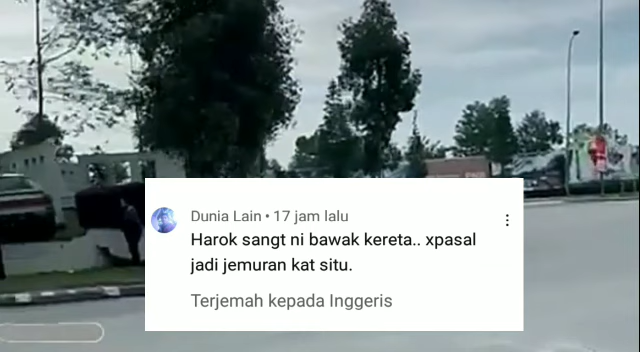 Dunia Lain • 17 jam lalu
Harok sangt ni bawak kereta.. xpasal
jadi jemuran kat situ.
Terjemah kepada Inggeris